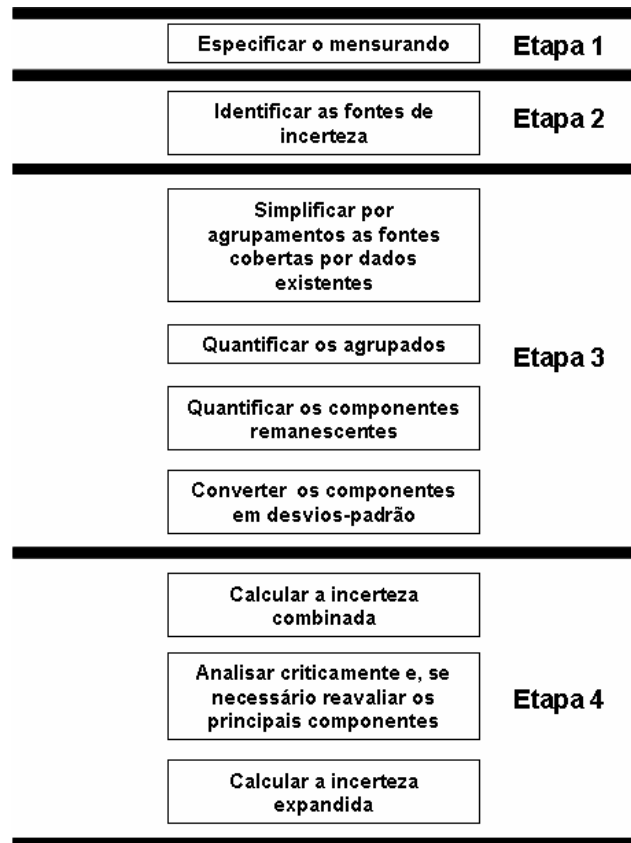 Especificar o mensurando
Etapa 1
Identificar as fontes de
incerteza
Etapa 2
Simplificar por
agrupamentos as fontes
cobertas por dados
existentes
Quantificar os agrupados
Etapa 3
Quantificar os componentes
remanescentes
Converter os componentes
em desvios-padrão
Calcular a incerteza
combinada
Analisar criticamente e, se
necessário reavaliar os
principais componentes
Etapa 4
Calcular a incerteza
expandida